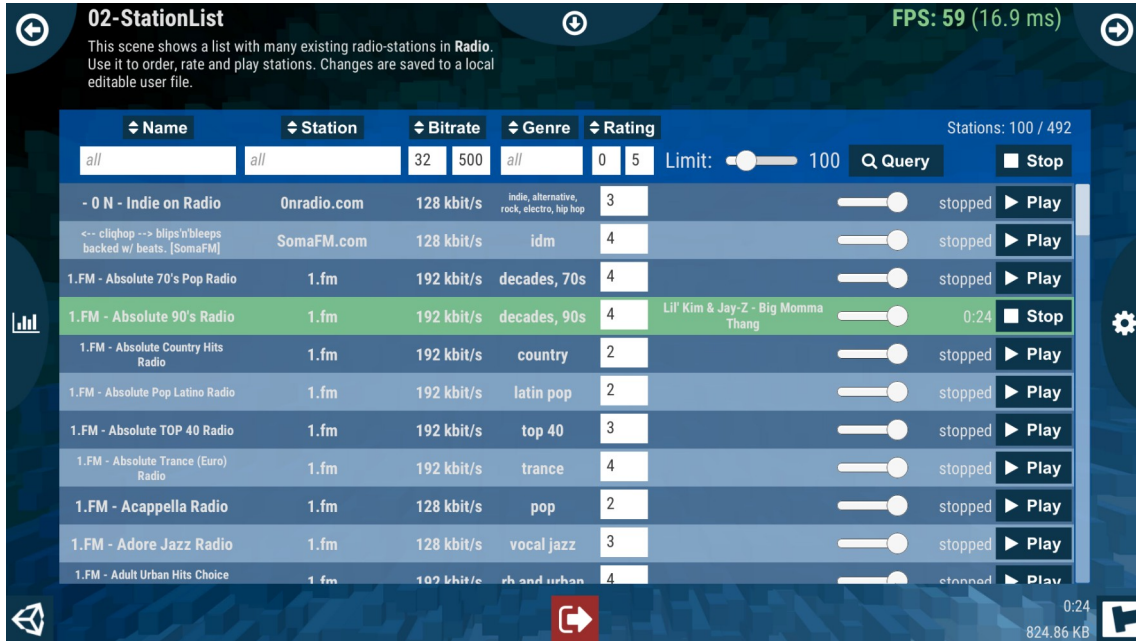 02-StationList
FPS: 59 (16.9 ms)
This scene shows a list with many existing radio-stations in Radio.
Use it to order, rate and play stations. Changes are saved to a local
editable user file.
Name Station Bitrate Genre Rating Stations: 100 / 492
all all 32 500 all 0 5 Limit: 100 Query Stop
- 0 N - Indie on Radio 0nradio.com 128 kbit/s indie, alternative, rock, electro, hip hop 3 stopped Play
<-- cliqhop --> blips'n'bleeps backed w/ beats. [SomaFM] SomaFM.com 128 kbit/s idm 4 stopped Play
1.FM - Absolute 70's Pop Radio 1.fm 192 kbit/s decades, 70s 4 stopped Play
1.FM - Absolute 90's Radio 1.fm 192 kbit/s decades, 90s 4 Lil' Kim & Jay-Z - Big Momma Thang 0:24 Stop
1.FM - Absolute Country Hits Radio 1.fm 192 kbit/s country 2 stopped Play
1.FM - Absolute Pop Latino Radio 1.fm 192 kbit/s latin pop 2 stopped Play
1.FM - Absolute TOP 40 Radio 1.fm 192 kbit/s top 40 3 stopped Play
1.FM - Absolute Trance (Euro) Radio 1.fm 192 kbit/s trance 4 stopped Play
1.FM - Acappella Radio 1.fm 128 kbit/s pop 2 stopped Play
1.FM - Adore Jazz Radio 1.fm 128 kbit/s vocal jazz 3 stopped Play
1.FM - Adult Urban Hits Choice 1.fm 192 kbit/s rb and urban 4 stopped Play
0:24
824.86 KB